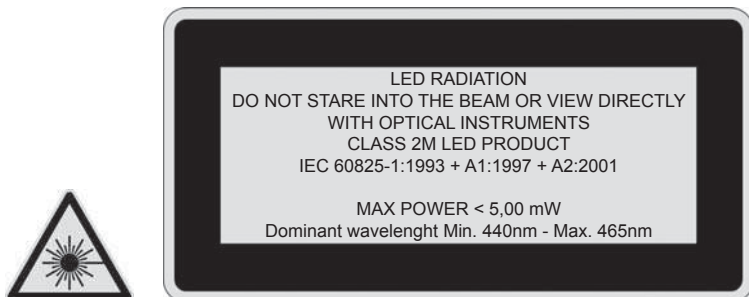 LED RADIATION
DO NOT STARE INTO THE BEAM OR VIEW DIRECTLY
WITH OPTICAL INSTRUMENTS
CLASS 2M LED PRODUCT
IEC 60825-1:1993 + A1:1997 + A2:2001
MAX POWER < 5,00 mW
Dominant wavelenght Min. 440nm - Max. 465nm